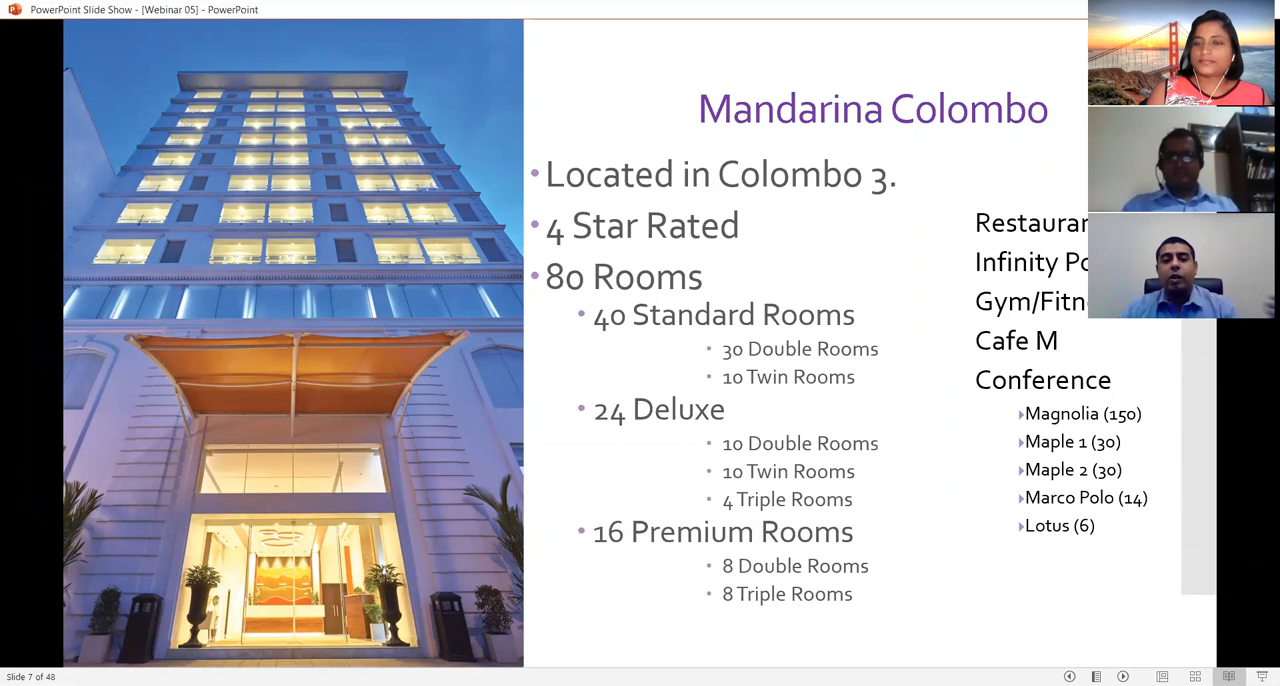 PowerPoint Slide Show - [Webinar 05] - PowerPoint
Mandarina Colombo
• Located in Colombo 3.
• 4 Star Rated
• 80 Rooms
• 40 Standard Rooms
• 30 Double Rooms
• 10 Twin Rooms
• 24 Deluxe
• 10 Double Rooms
• 10 Twin Rooms
• 4 Triple Rooms
• 16 Premium Rooms
• 8 Double Rooms
• 8 Triple Rooms
Infinity
Cafe M
Conference
Magnolia (150)
Maple 1 (30)
Maple 2 (30)
Marco Polo (14)
Lotus (6)
Slide 7 of 48